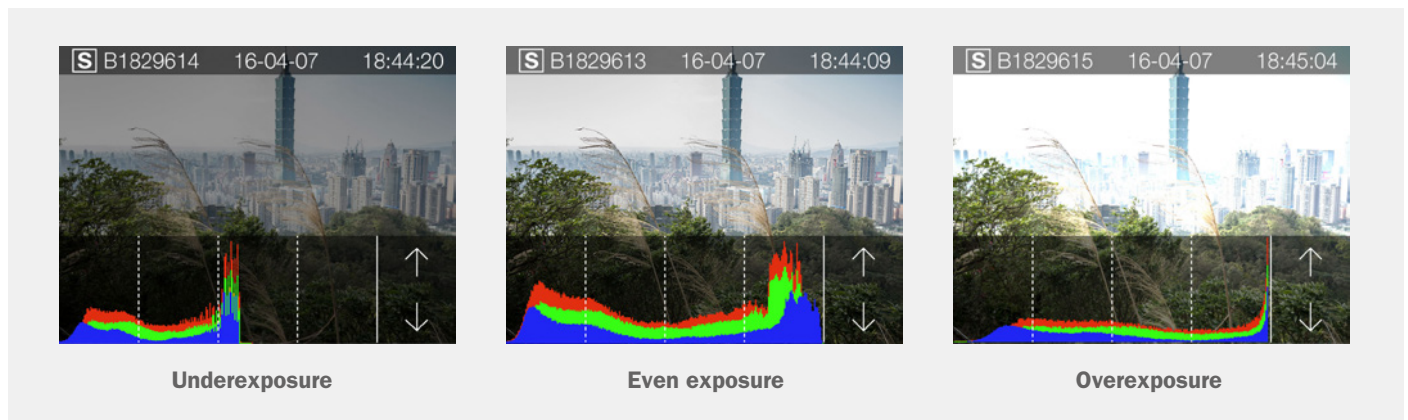 S B1829614 16-04-07 18:44:20
S B1829613 16-04-07 18:44:09
S B1829615 16-04-07 18:45:04
Underexposure
Even exposure
Overexposure